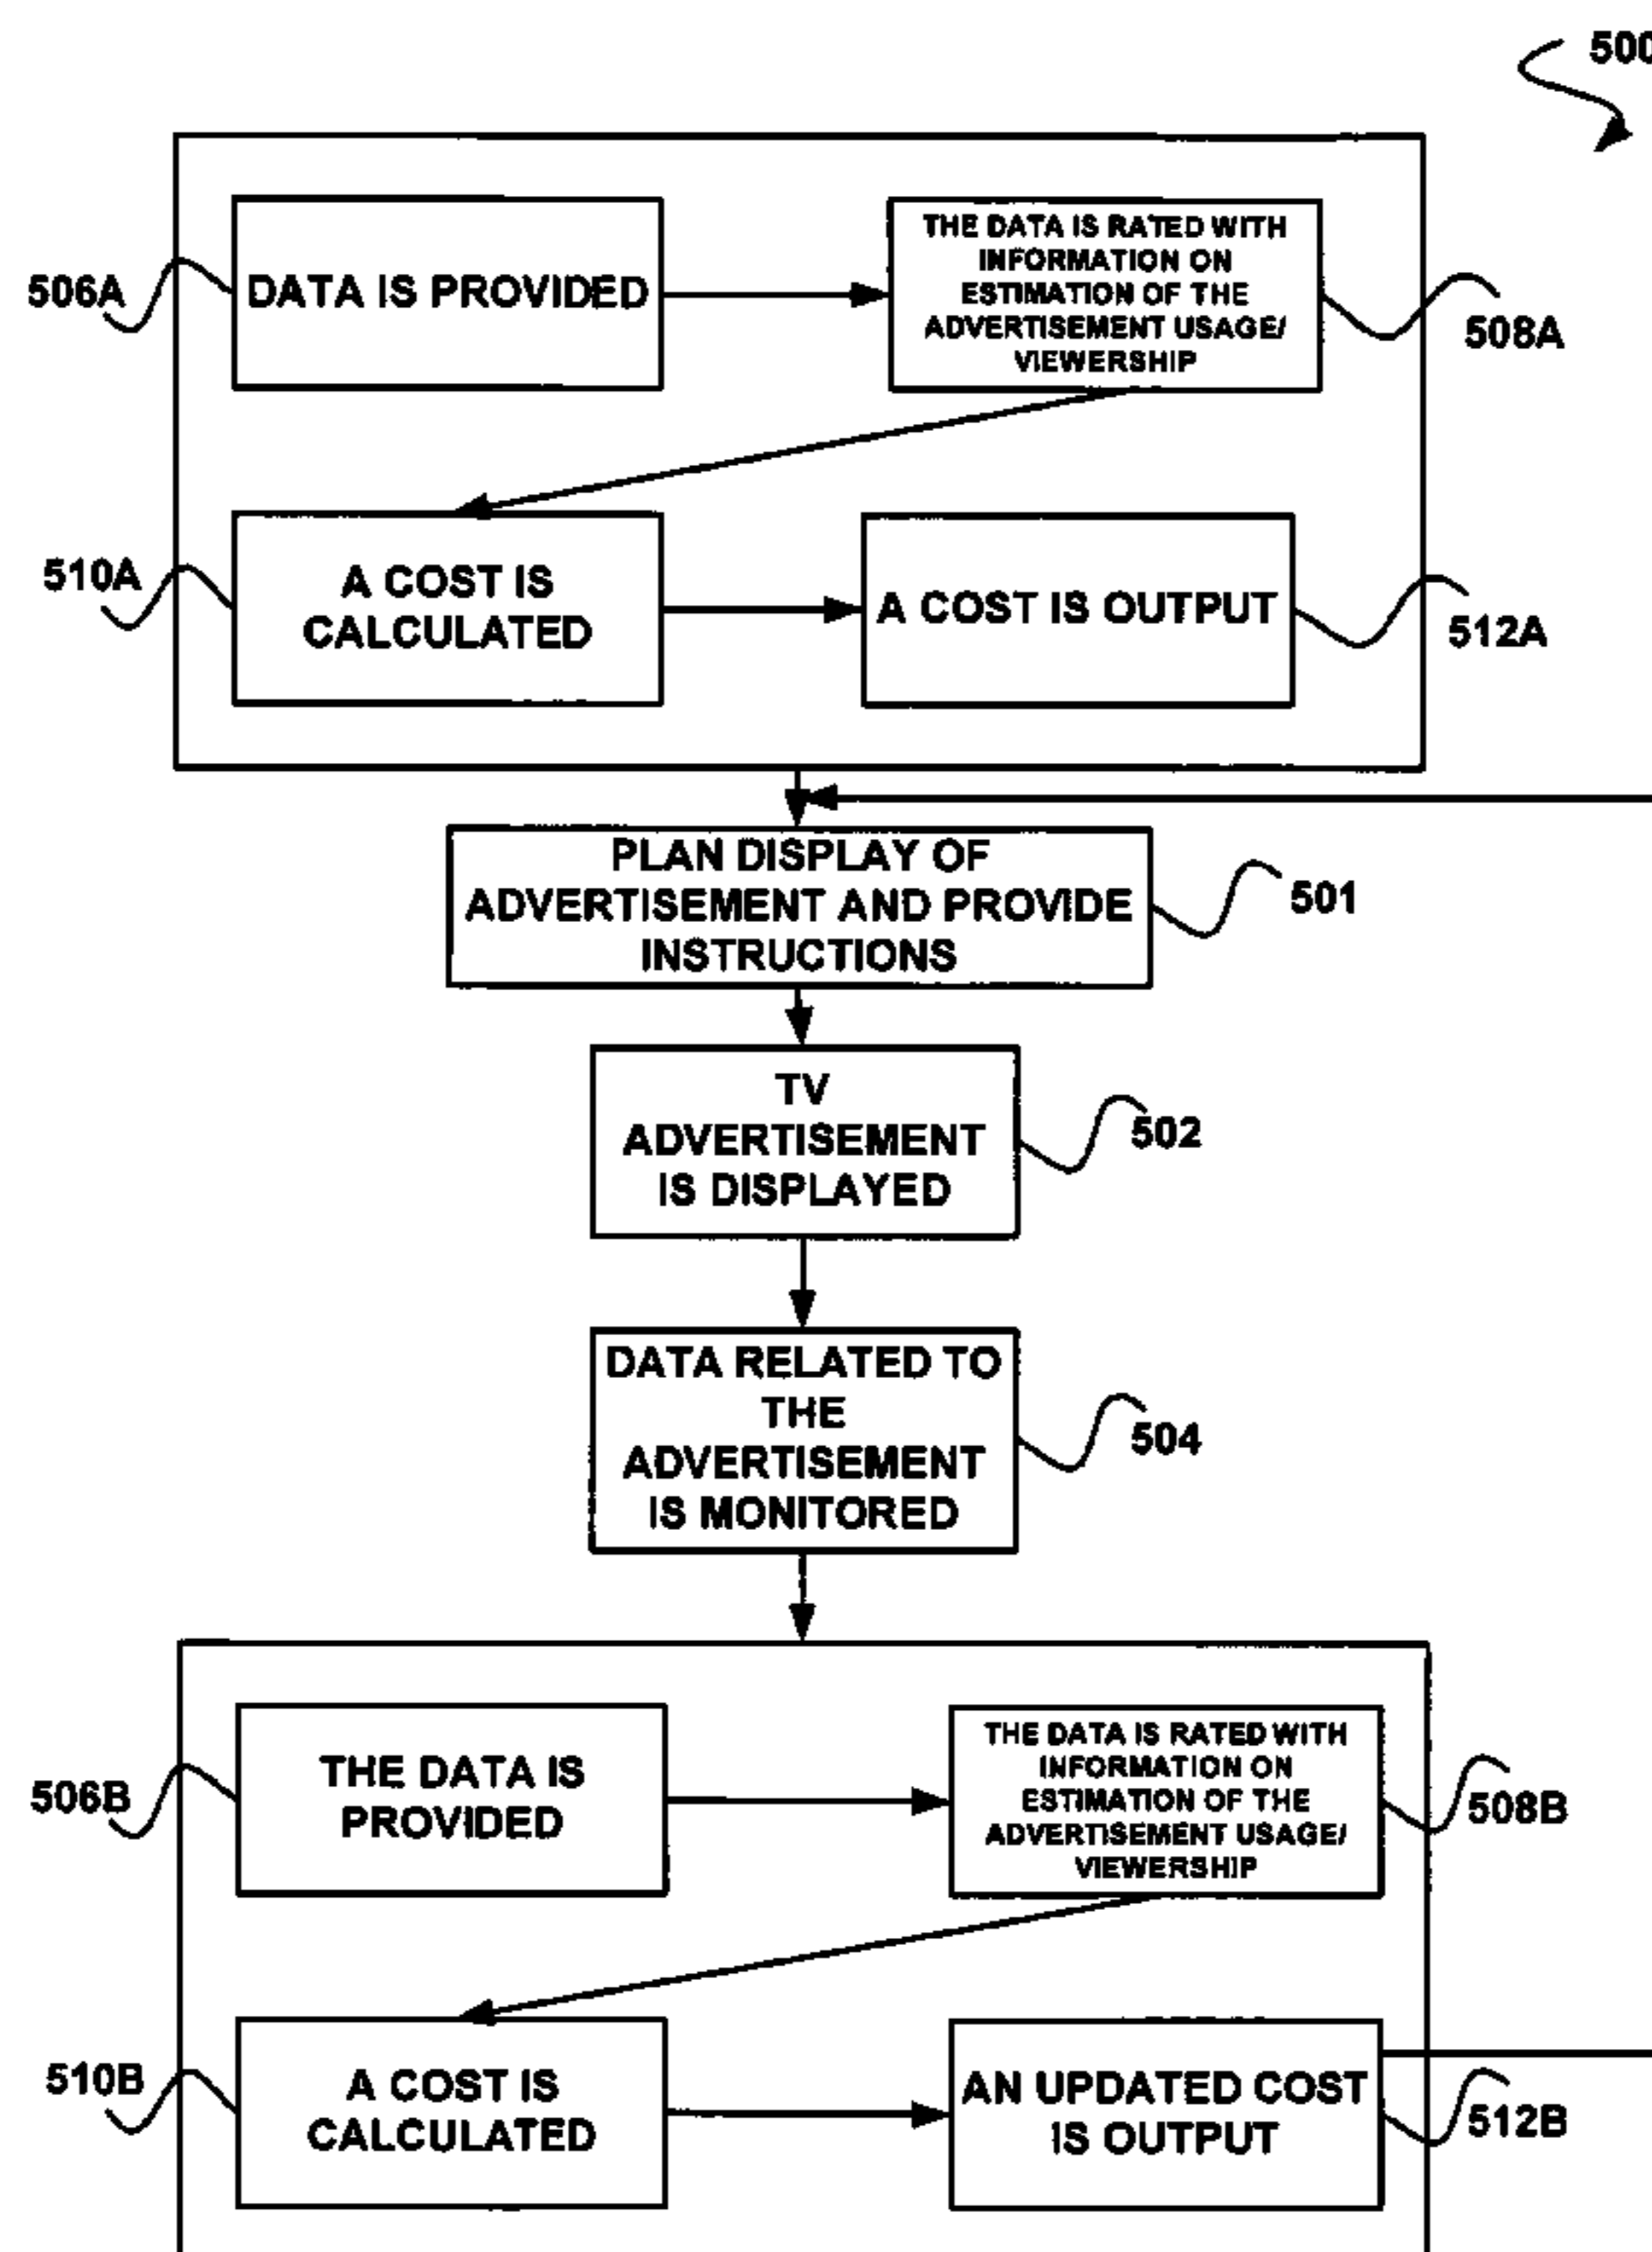 500
506A
DATA IS PROVIDED
THE DATA IS RATED WITH
INFORMATION ON
ESTIMATION OF THE
ADVERTISEMENT USAGE/
VIEWERSHIP
508A
510A
A COST IS
CALCULATED
A COST IS OUTPUT
512A
PLAN DISPLAY OF
ADVERTISEMENT AND PROVIDE
INSTRUCTIONS
501
TV
ADVERTISEMENT
IS DISPLAYED
502
DATA RELATED TO
THE
ADVERTISEMENT
IS MONITORED
504
506B
THE DATA IS
PROVIDED
THE DATA IS RATED WITH
INFORMATION ON
ESTIMATION OF THE
ADVERTISEMENT USAGE/
VIEWERSHIP
508B
510B
A COST IS
CALCULATED
AN UPDATED COST
IS OUTPUT
512B